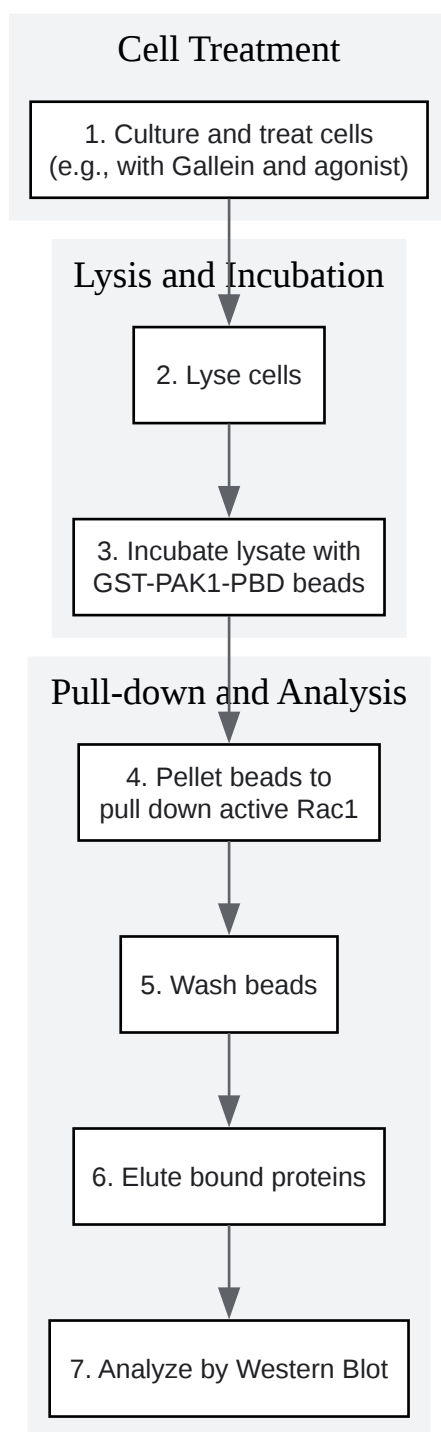 Cell Treatment
1. Culture and treat cells
(e.g., with Gallein and agonist)
Lysis and Incubation
2. Lyse cells
3. Incubate lysate with
GST-PAK1-PBD beads
Pull-down and Analysis
4. Pellet beads to
pull down active Rac1
5. Wash beads
6. Elute bound proteins
7. Analyze by Western Blot